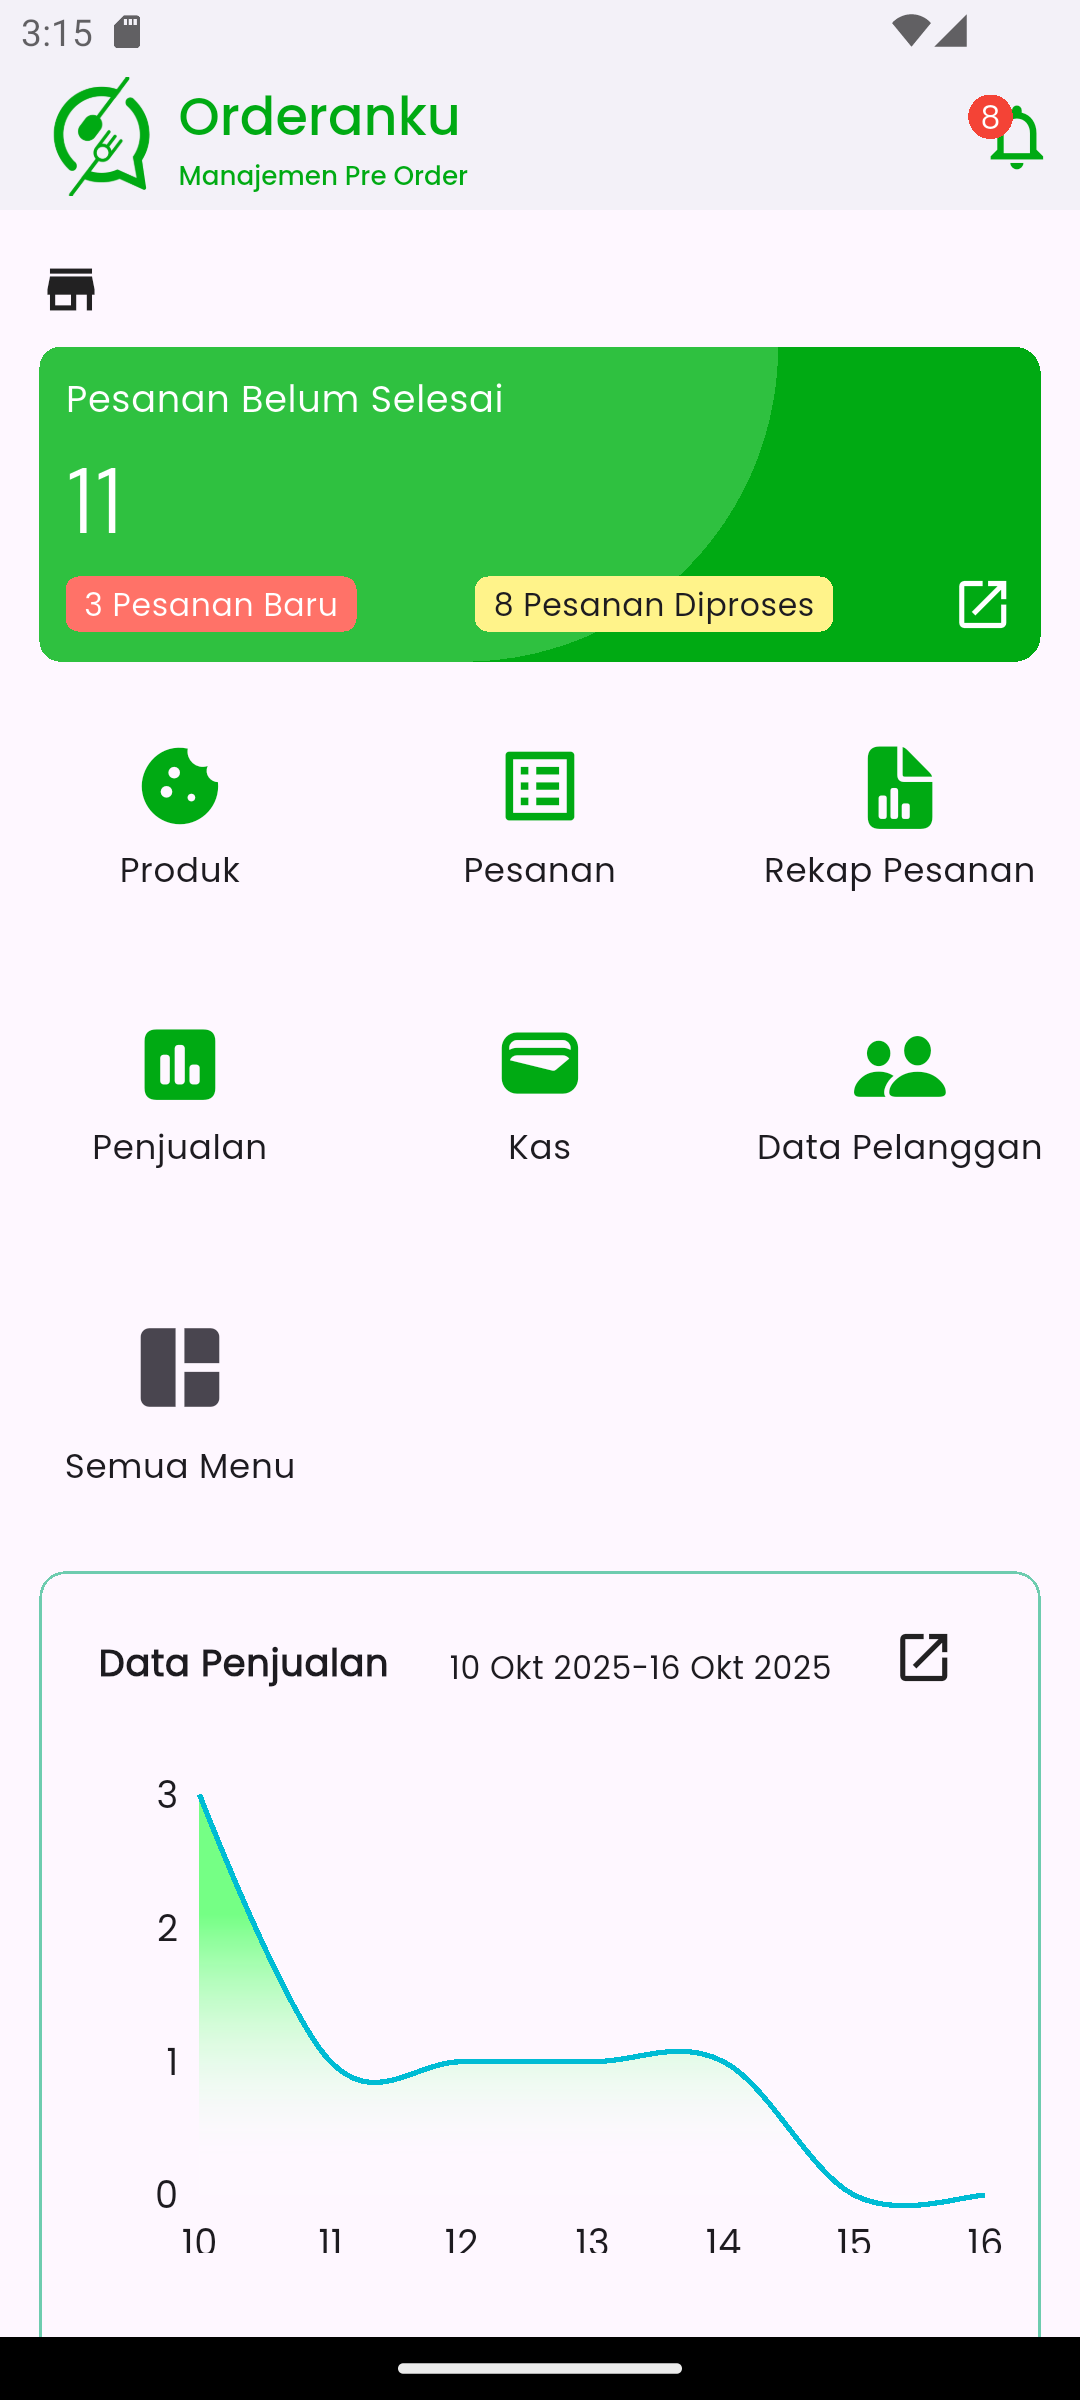 3:15
Orderanku
Manajemen Pre Order
8
Pesanan Belum Selesai
11
3 Pesanan Baru
8 Pesanan Diproses
Produk
Pesanan
Rekap Pesanan
Penjualan
Kas
Data Pelanggan
Semua Menu
Data Penjualan
10 Okt 2025-16 Okt 2025
3
2
1
0
10 11 12 13 14 15 16